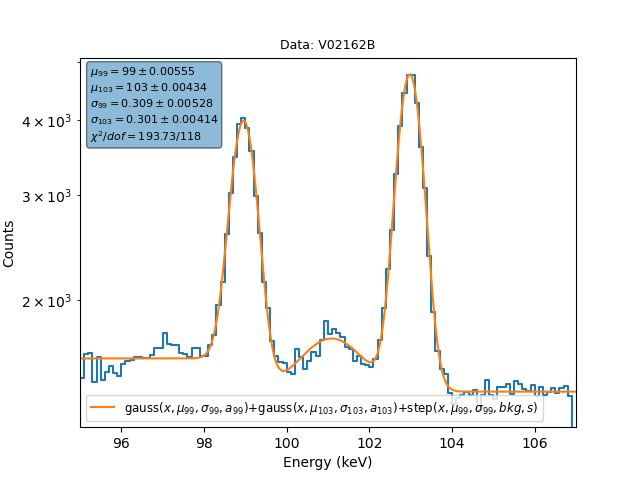 Data: V02162B
μ₉₉ = 99 ± 0.00555
μ₁₀₃ = 103 ± 0.00434
σ₉₉ = 0.309 ± 0.00528
σ₁₀₃ = 0.301 ± 0.00414
χ²/dof = 193.73/118
4 × 10³
3 × 10³
2 × 10³
Counts
gauss(x, μ₉₉, σ₉₉, a₉₉)+gauss(x, μ₁₀₃, σ₁₀₃, a₁₀₃)+step(x, μ₉₉, σ₉₉, bkg, s)
96 98 100 102 104 106
Energy (keV)